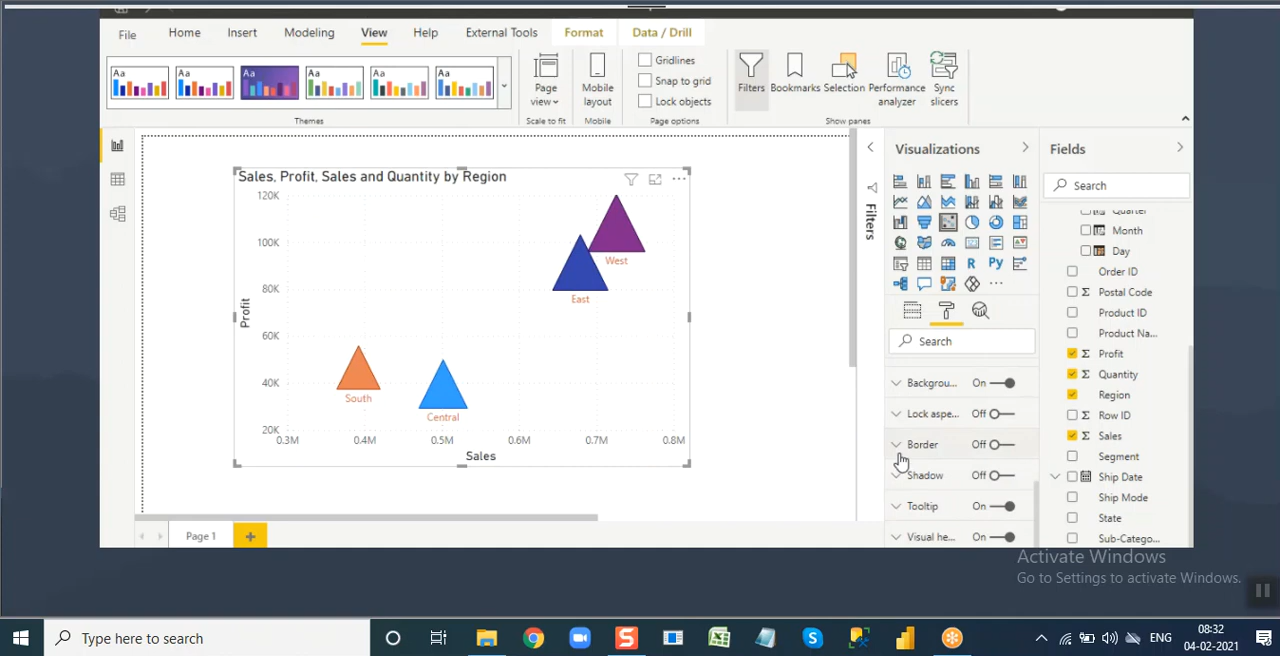 File Home Insert Modeling View Help External Tools Format Data / Drill
Aa Aa Aa Aa Aa Aa
Page view
Mobile layout
Gridlines
Snap to grid
Lock objects
Filters Bookmarks Selection Performance analyzer Sync slicers
Themes Scale to fit Mobile Page options Show panes
Sales, Profit, Sales and Quantity by Region
120K
100K
80K
60K
40K
20K
Profit
West
East
South
Central
0.3M 0.4M 0.5M 0.6M 0.7M 0.8M
Sales
Filters
Visualizations
R Py
Search
Backgrou... On
Lock aspe... Off
Border Off
Shadow Off
Tooltip On
Visual he... On
Fields
Search
Quarter
Month
Day
Order ID
Σ Postal Code
Product ID
Product Na...
Σ Profit
Σ Quantity
Region
Σ Row ID
Σ Sales
Segment
Ship Date
Ship Mode
State
Sub-Catego...
Page 1
Activate Windows
Go to Settings to activate Windows.
Type here to search
ENG
08:32
04-02-2021